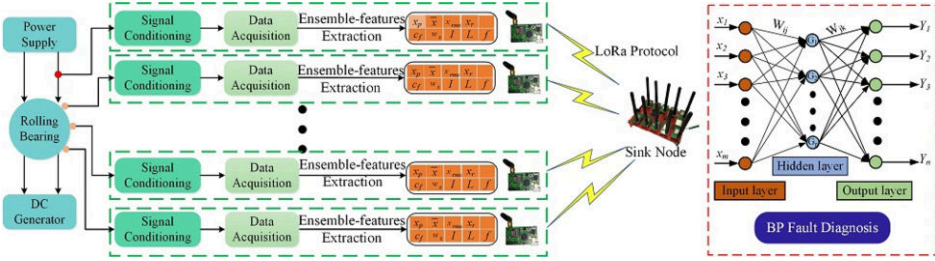 Power
Supply
Rolling
Bearing
DC
Generator
Signal
Conditioning
Data
Acquisition
Ensemble-features
Extraction
x_p x̄ x_rms x_r
c_f w_s I L f
Signal
Conditioning
Data
Acquisition
Ensemble-features
Extraction
x_p x̄ x_rms x_r
c_f w_s I L f
Signal
Conditioning
Data
Acquisition
Ensemble-features
Extraction
x_p x̄ x_rms x_r
c_f w_s I L f
Signal
Conditioning
Data
Acquisition
Ensemble-features
Extraction
x_p x̄ x_rms x_r
c_f w_s I L f
LoRa Protocol
Sink Node
x_1
x_2
x_3
x_m
W_ij
W_jk
Y_1
Y_2
Y_3
Y_n
Hidden layer
Input layer
Output layer
BP Fault Diagnosis